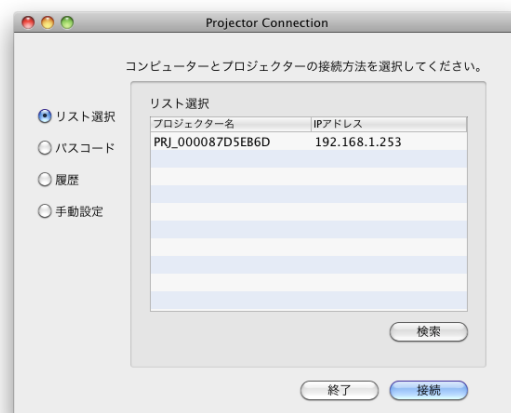 Projector Connection
コンピューターとプロジェクターの接続方法を選択してください。
リスト選択
パスコード
履歴
手動設定
リスト選択
プロジェクター名 IPアドレス
PRJ_000087D5EB6D 192.168.1.253
検索
終了 接続